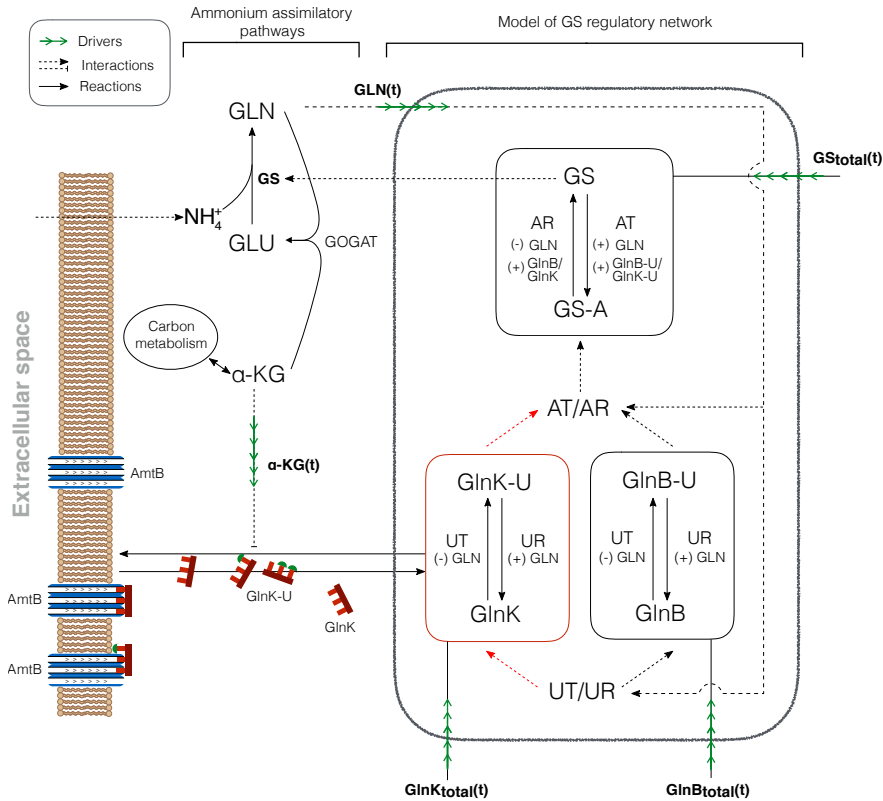 Ammonium assimilatory
pathways
Model of GS regulatory network
Drivers
Interactions
Reactions
GLN
GLN(t)
GStotal(t)
GS
GS
NH4+
GLU
GOGAT
AR
(-) GLN
(+) GlnB/
GlnK
AT
(+) GLN
(+) GlnB-U/
GlnK-U
GS-A
Carbon
metabolism
α-KG
α-KG(t)
AT/AR
Extracellular space
AmtB
GlnK-U
UT
(-) GLN
UR
(+) GLN
GlnK
GlnB-U
UT
(-) GLN
UR
(+) GLN
GlnB
GlnK-U
GlnK
AmtB
AmtB
UT/UR
GlnKtotal(t)
GlnBtotal(t)